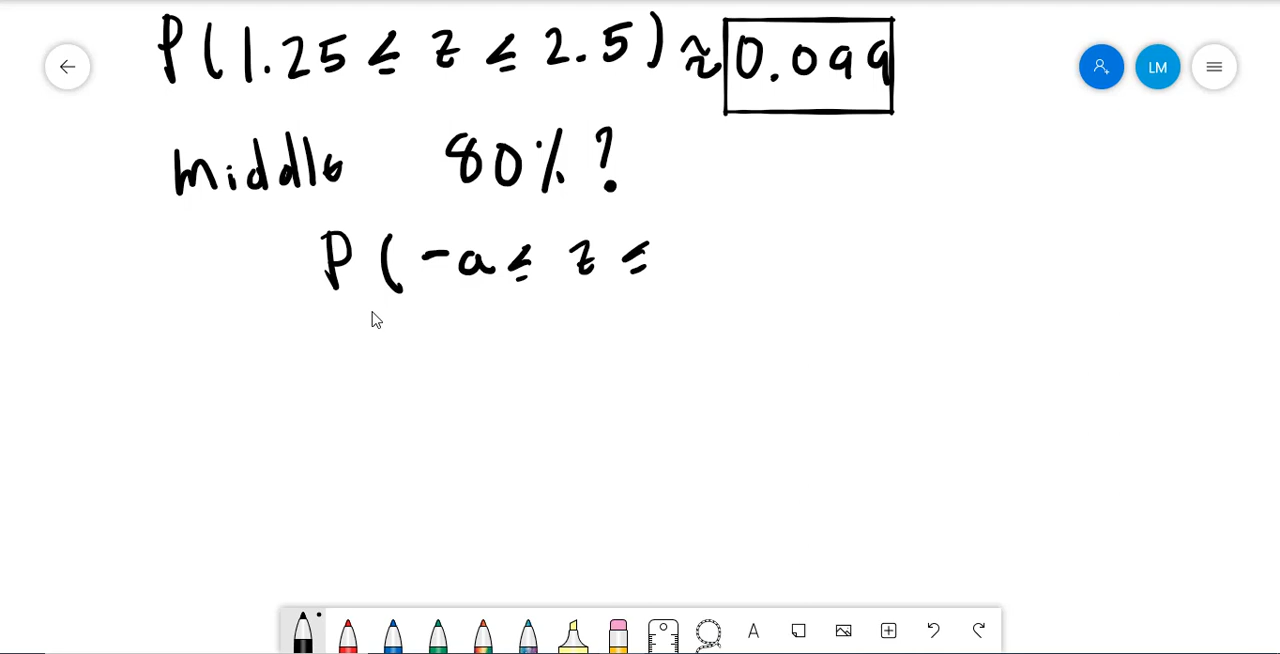 P(1.25 ≤ z ≤ 2.5) ≈ 0.099
LM
middle 80%?
P(-a ≤ z ≤
A